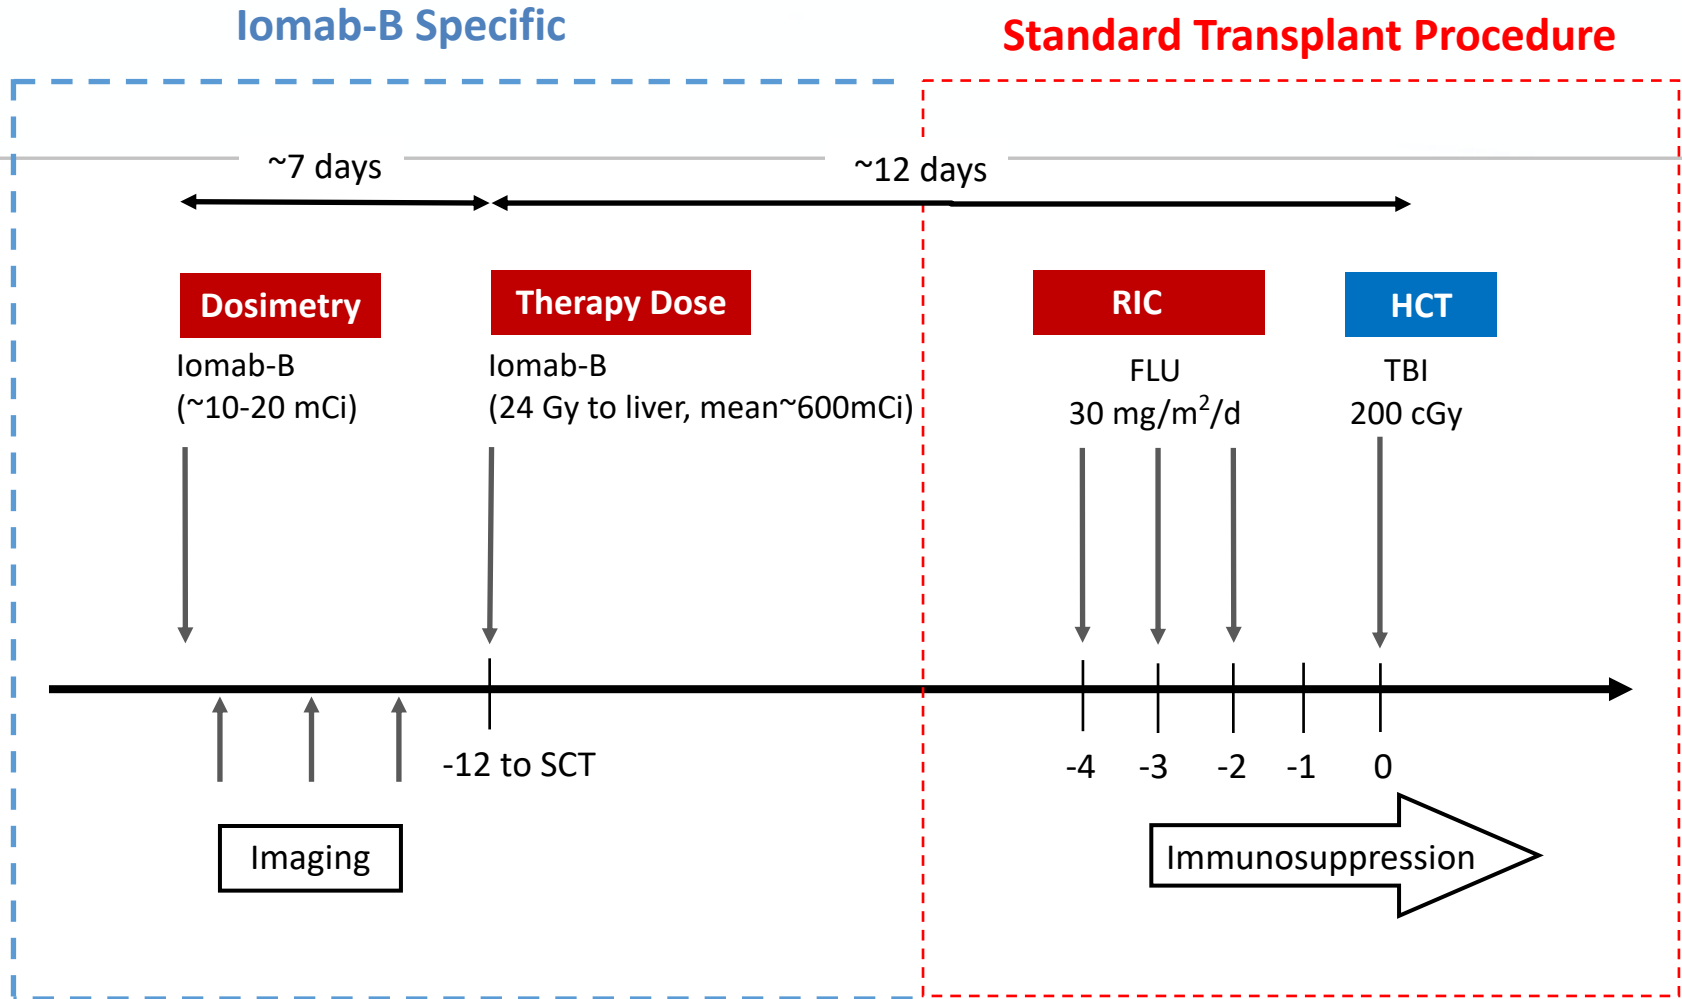 Iomab-B Specific
Standard Transplant Procedure
~7 days
~12 days
Dosimetry
Therapy Dose
RIC
HCT
Iomab-B
(~10-20 mCi)
Iomab-B
(24 Gy to liver, mean~600mCi)
FLU
30 mg/m²/d
TBI
200 cGy
-12 to SCT
-4
-3
-2
-1
0
Imaging
Immunosuppression